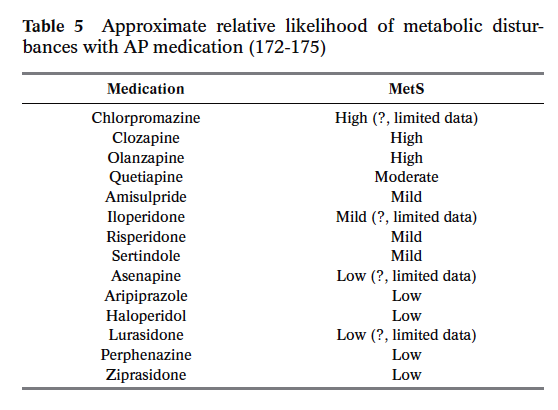 Table 5 Approximate relative likelihood of metabolic distur-
bances with AP medication (172-175)
Medication MetS
Chlorpromazine High (?, limited data)
Clozapine High
Olanzapine High
Quetiapine Moderate
Amisulpride Mild
Iloperidone Mild (?, limited data)
Risperidone Mild
Sertindole Mild
Asenapine Low (?, limited data)
Aripiprazole Low
Haloperidol Low
Lurasidone Low (?, limited data)
Perphenazine Low
Ziprasidone Low